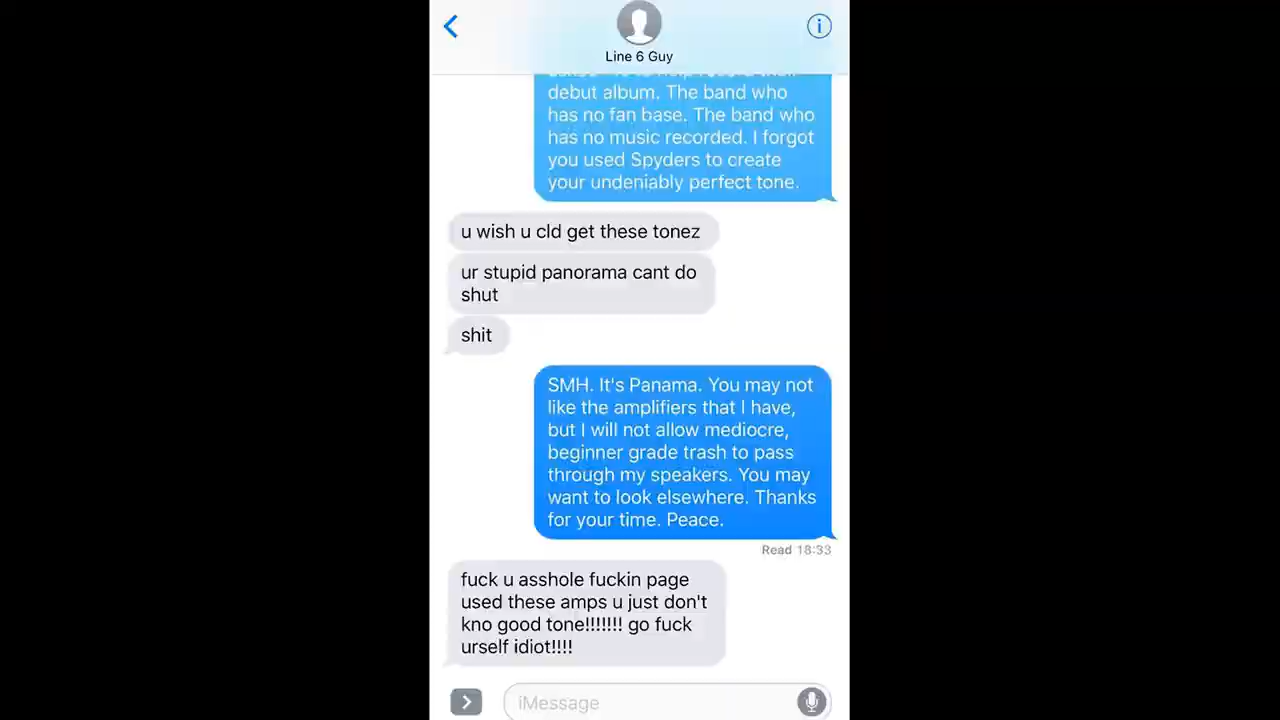 Line 6 Guy
debut album. The band who
has no fan base. The band who
has no music recorded. I forgot
you used Spyders to create
your undeniably perfect tone.
u wish u cld get these tonez
ur stupid panorama cant do
shut
shit
SMH. It's Panama. You may not
like the amplifiers that I have,
but I will not allow mediocre,
beginner grade trash to pass
through my speakers. You may
want to look elsewhere. Thanks
for your time. Peace.
Read 18:33
fuck u asshole fuckin page
used these amps u just don't
kno good tone!!!!!!! go fuck
urself idiot!!!!
iMessage